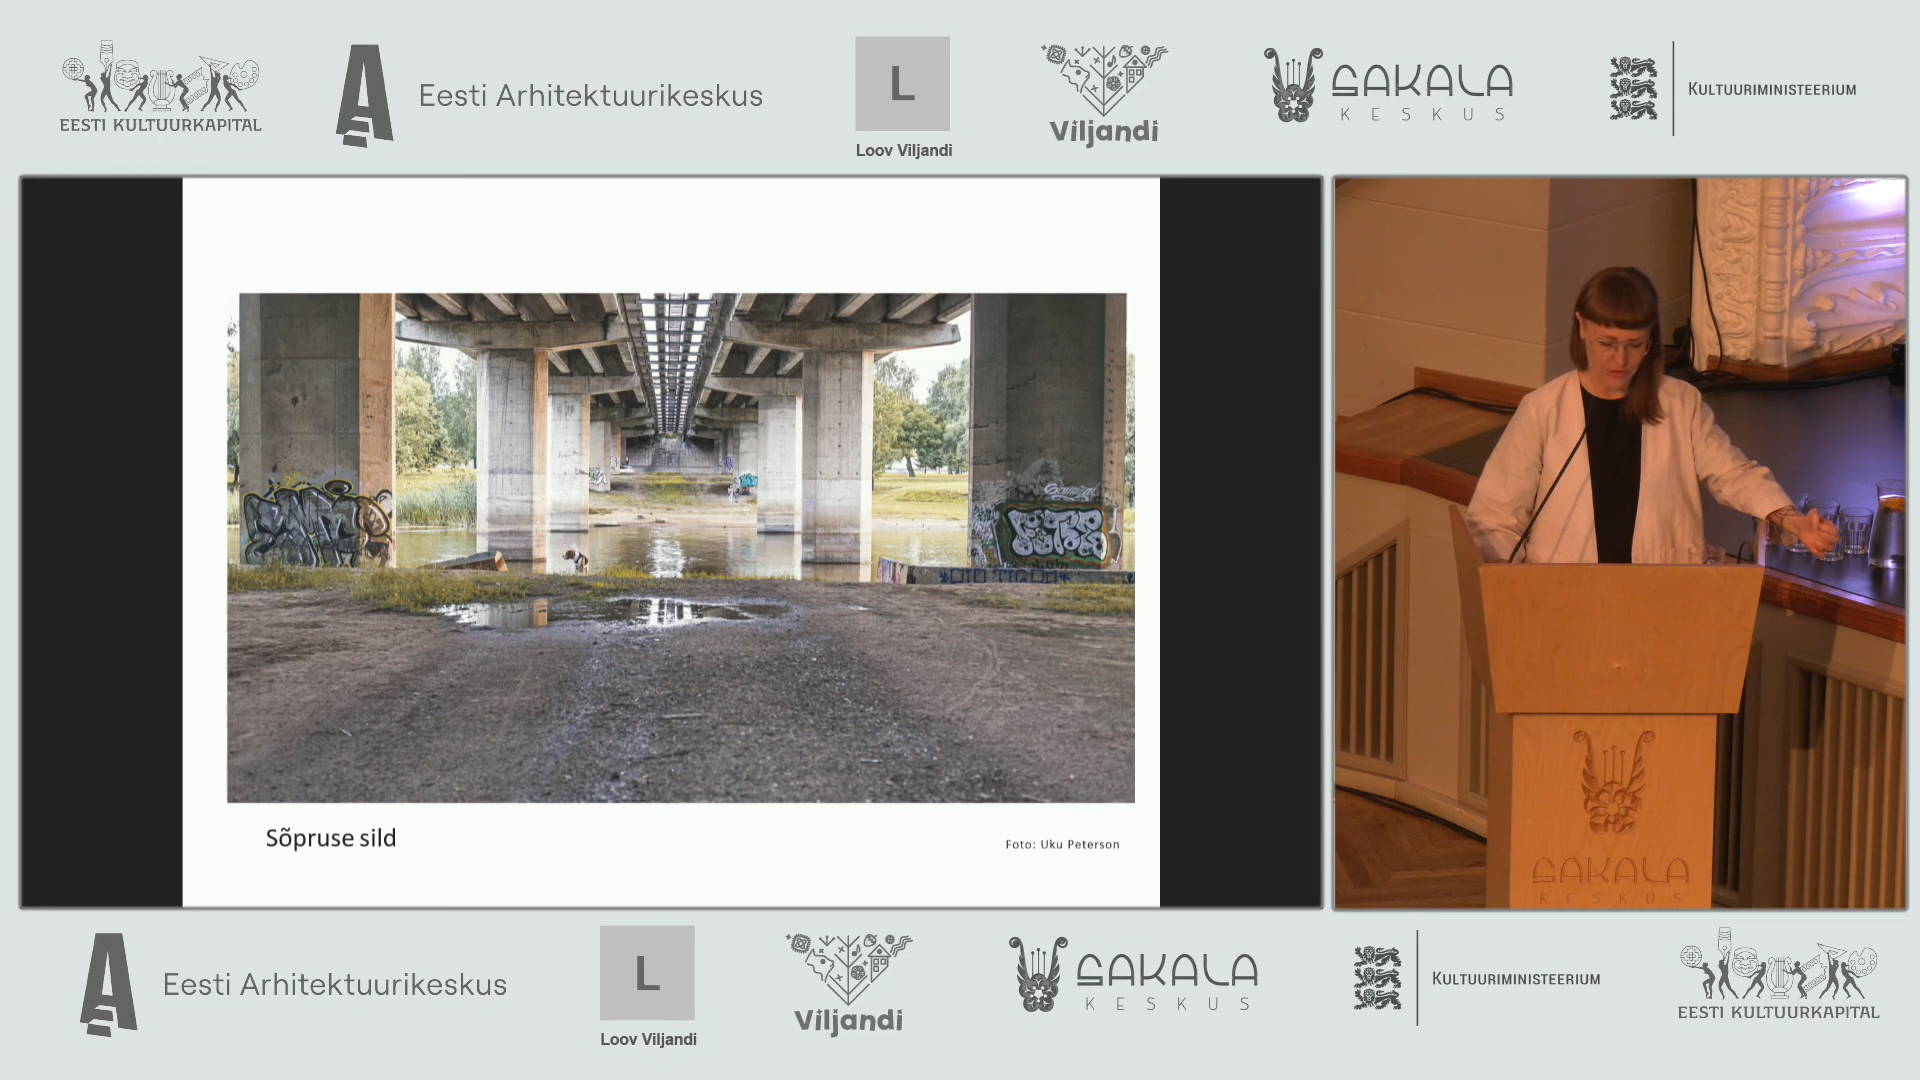 EESTI KULTUURKAPITAL
Eesti Arhitektuurikeskus
L
Loov Viljandi
Viljandi
SAKALA
KESKUS
KULTUURIMINISTEERIUM
Sõpruse sild
Foto: Uku Peterson
SAKALA
KESKUS
Eesti Arhitektuurikeskus
L
Loov Viljandi
Viljandi
SAKALA
KESKUS
KULTUURIMINISTEERIUM
EESTI KULTUURKAPITAL